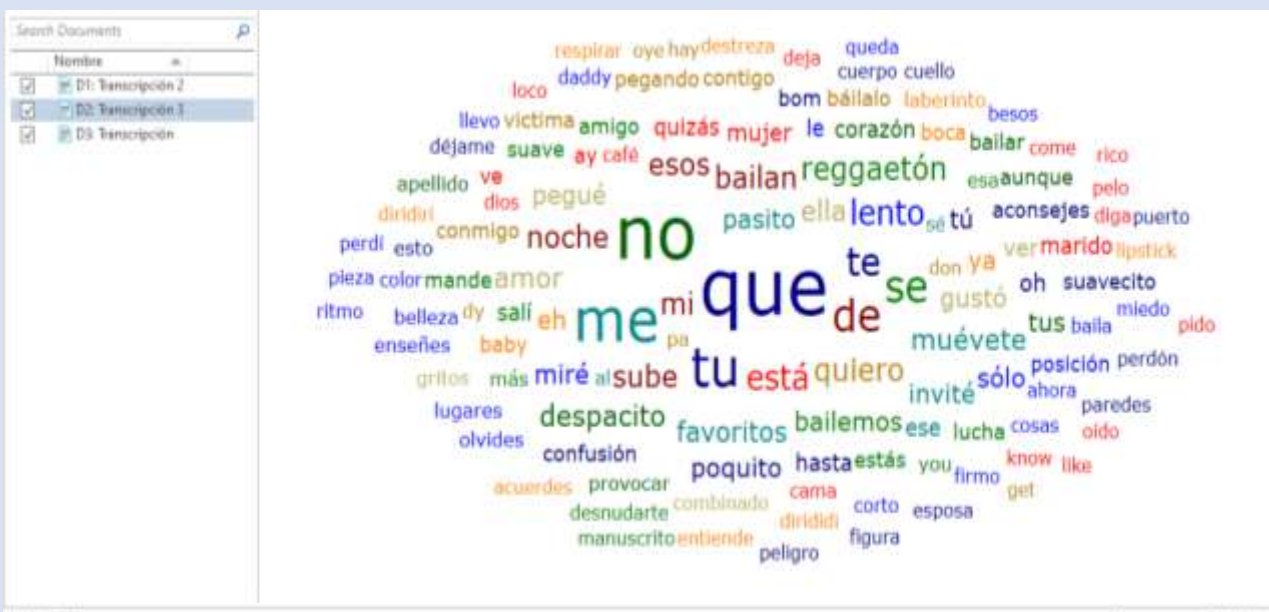 Search Documents
Nombre
D1: Transcripción 2
D2: Transcripción 3
D3: Transcripción
respirar oye hay destreza deja queda
loco daddy pegando contigo cuerpo cuello
bom báilalo laberinto besos
llevo victima amigo quizás mujer le corazón boca bailar come rico
déjame suave ay café esos bailan reggaetón esa aunque pelo
apellido ve dios pegué pasito ella lento sé tú aconsejes diga puerto
diridiri conmigo noche no te don ya ver marido lipstick
perdí esto
pieza color mande amor me mi que de se gustó oh suavecito
ritmo belleza dy salí eh pa muévete tus baila miedo pido
enseñes baby
gritos más miré al sube tu está quiero invité sólo posición perdón ahora
lugares despacito favoritos bailemos ese lucha cosas paredes oido
olvides confusión poquito hasta estás you firmo know like
acuerdes provocar combinado cama corto esposa get
desnudarte dirididi
manuscrito entiende peligro figura